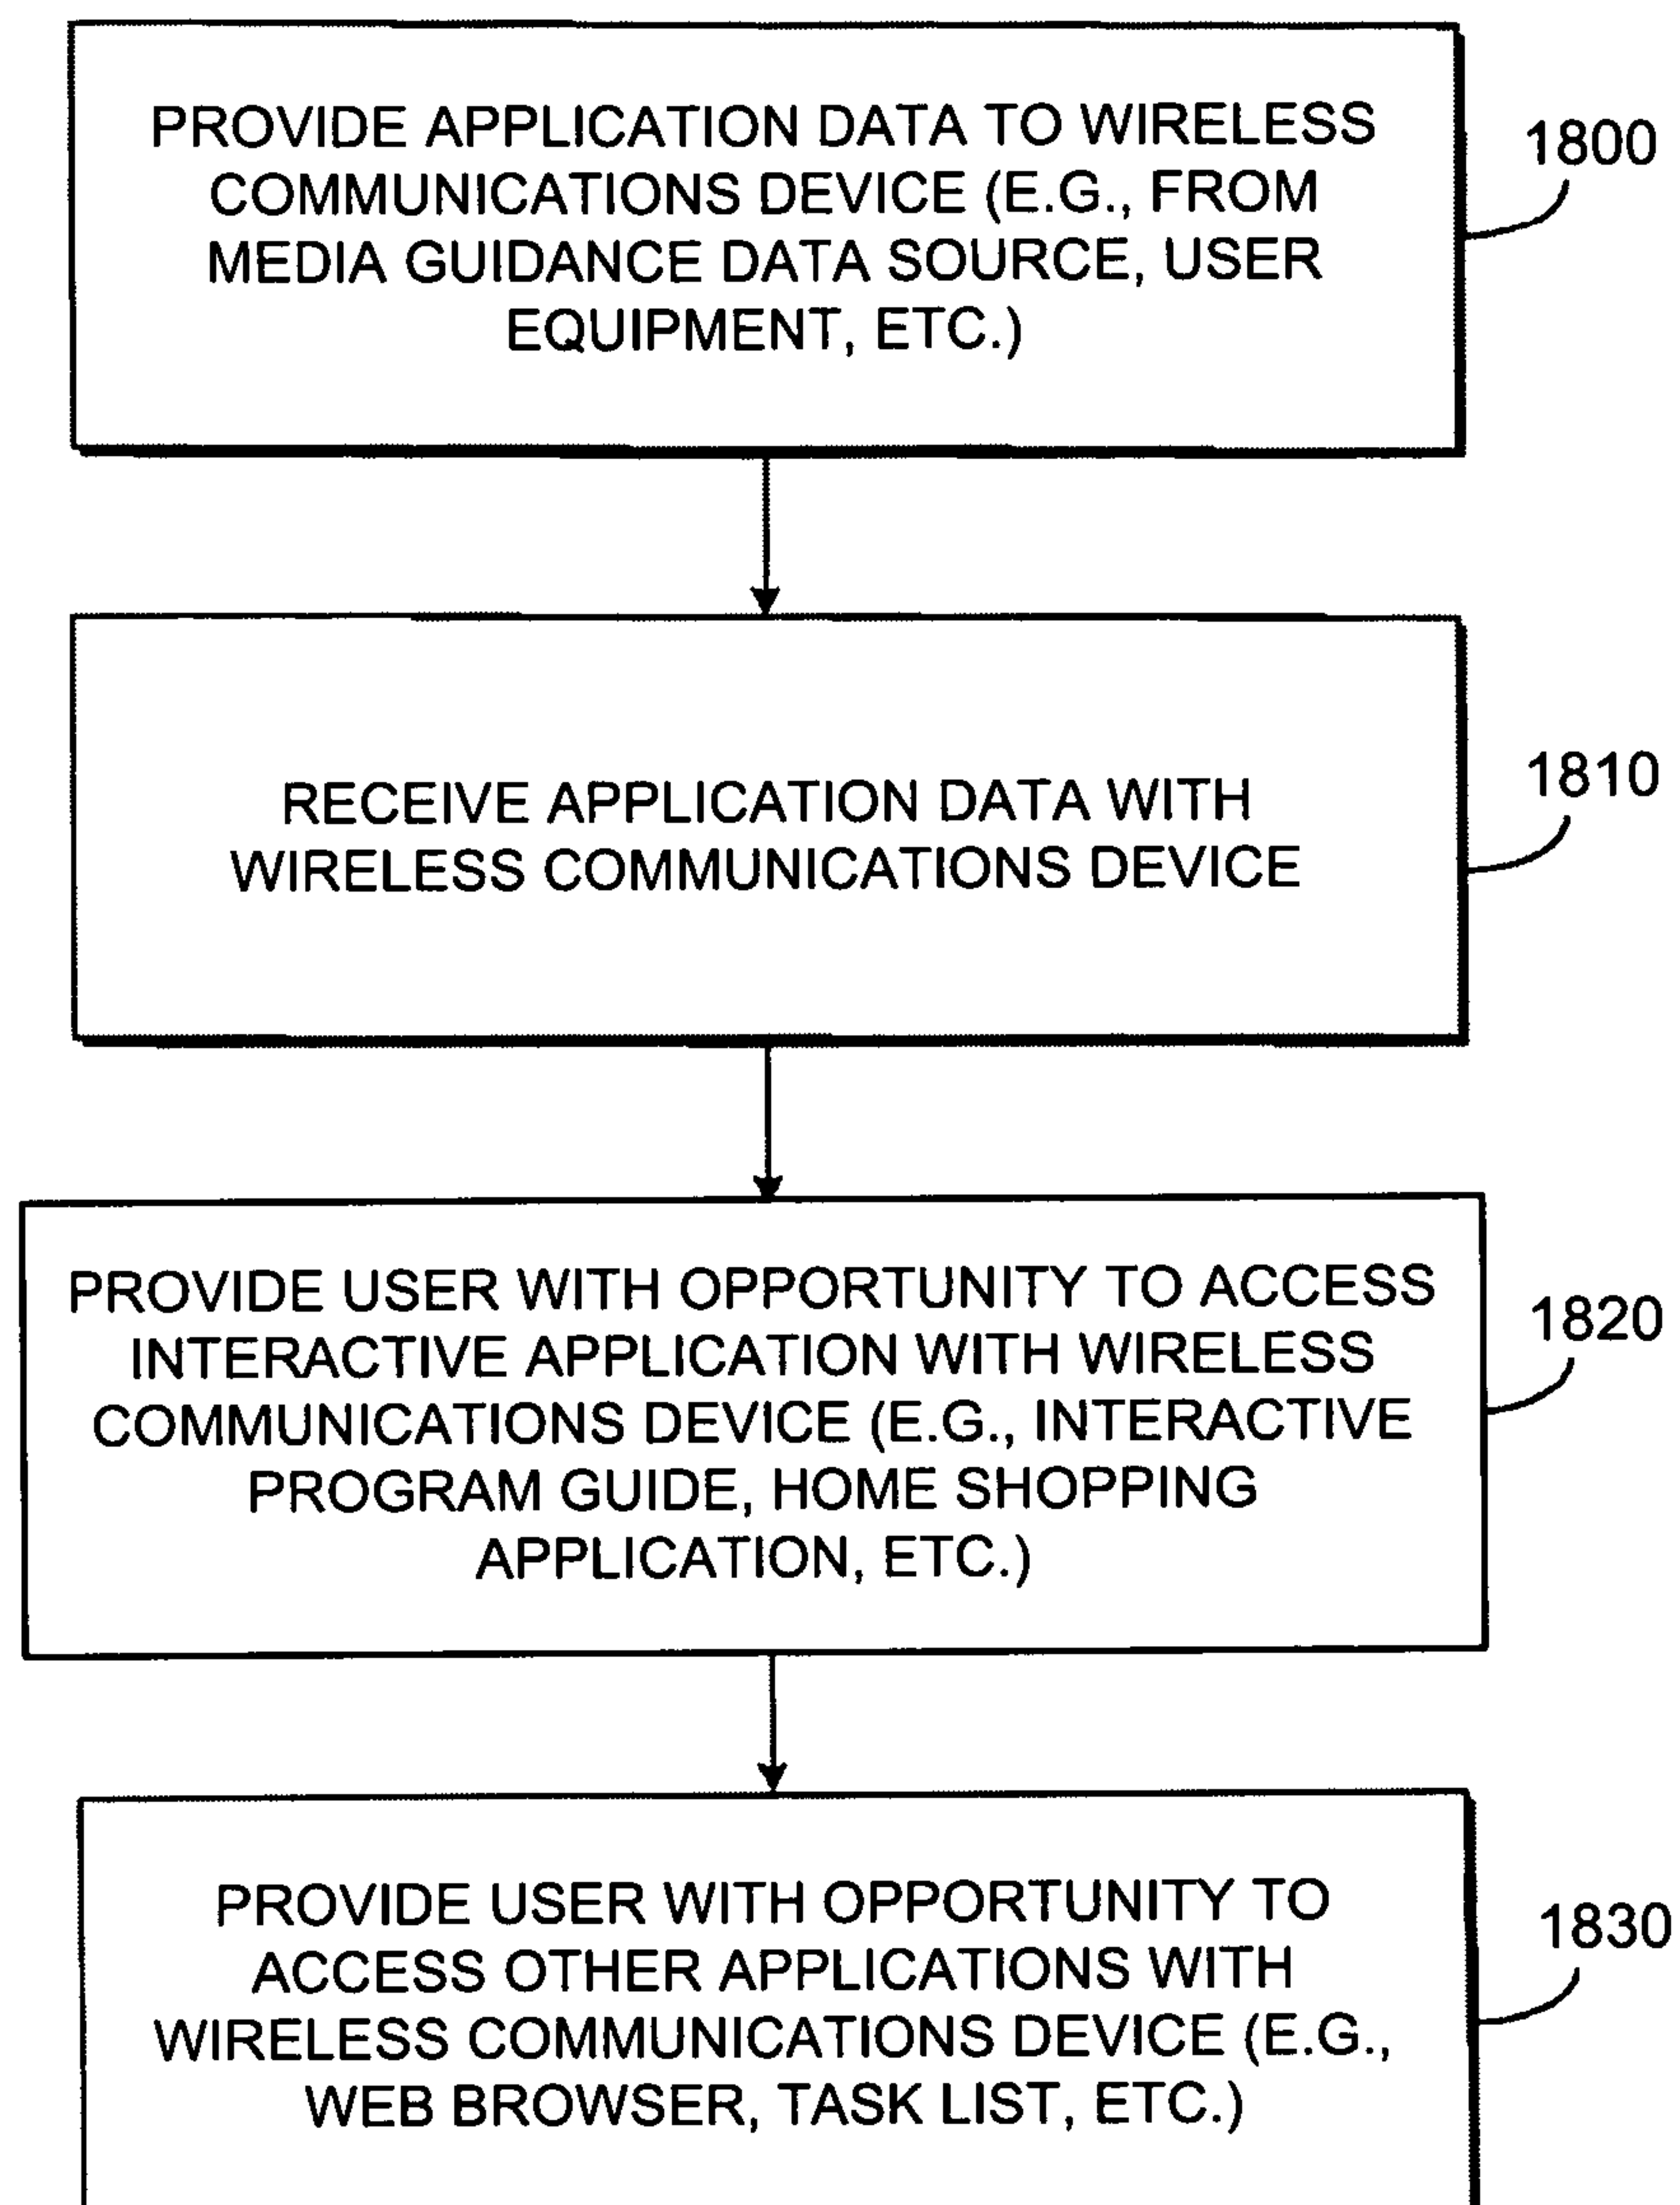 PROVIDE APPLICATION DATA TO WIRELESS
COMMUNICATIONS DEVICE (E.G., FROM
MEDIA GUIDANCE DATA SOURCE, USER
EQUIPMENT, ETC.)
1800
RECEIVE APPLICATION DATA WITH
WIRELESS COMMUNICATIONS DEVICE
1810
PROVIDE USER WITH OPPORTUNITY TO ACCESS
INTERACTIVE APPLICATION WITH WIRELESS
COMMUNICATIONS DEVICE (E.G., INTERACTIVE
PROGRAM GUIDE, HOME SHOPPING
APPLICATION, ETC.)
1820
PROVIDE USER WITH OPPORTUNITY TO
ACCESS OTHER APPLICATIONS WITH
WIRELESS COMMUNICATIONS DEVICE (E.G.,
WEB BROWSER, TASK LIST, ETC.)
1830